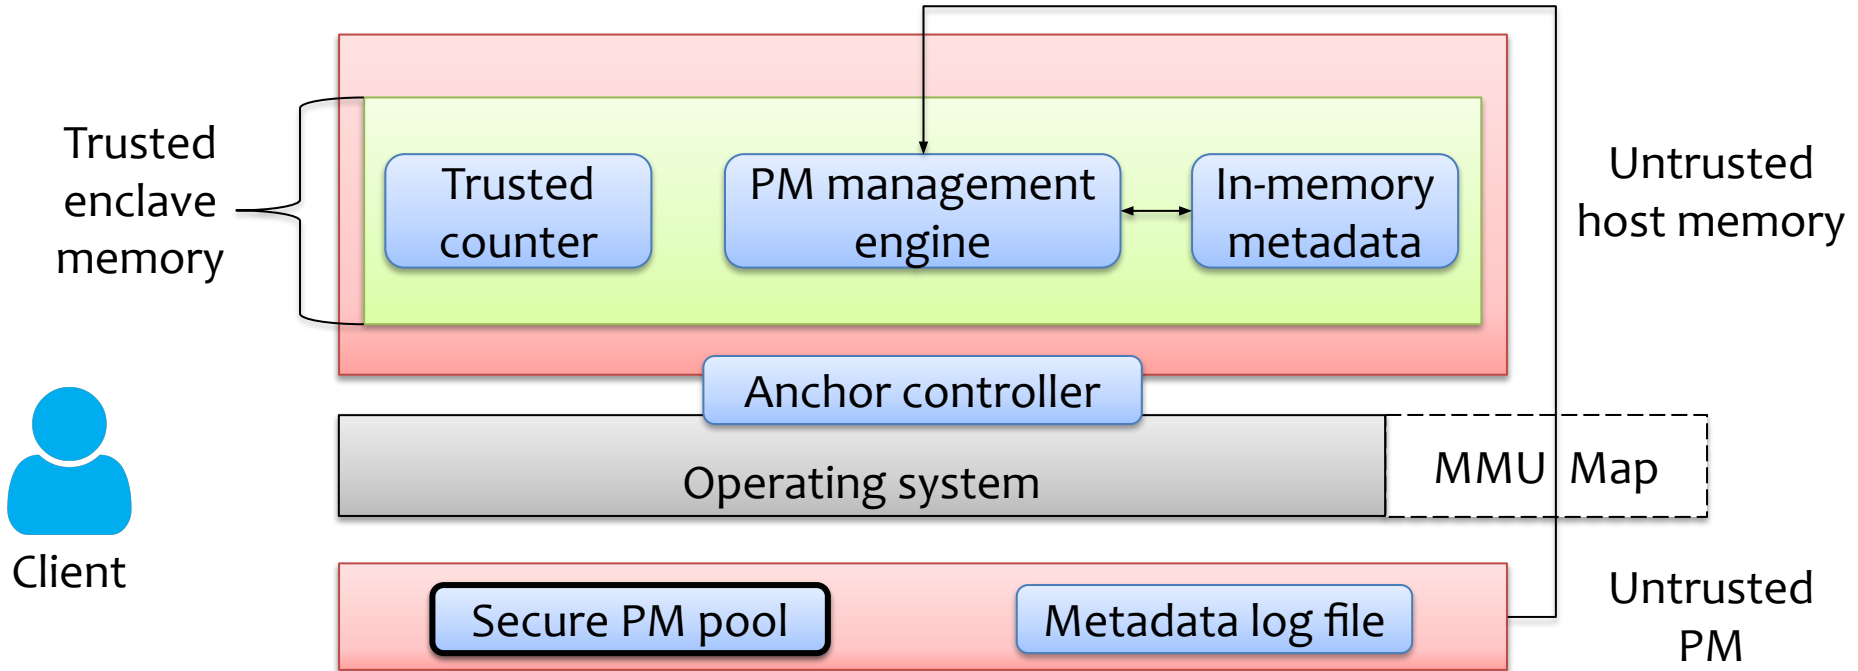 Trusted
enclave
memory
Trusted
counter
PM management
engine
In-memory
metadata
Untrusted
host memory
Anchor controller
Operating system
MMU Map
Client
Secure PM pool
Metadata log file
Untrusted
PM